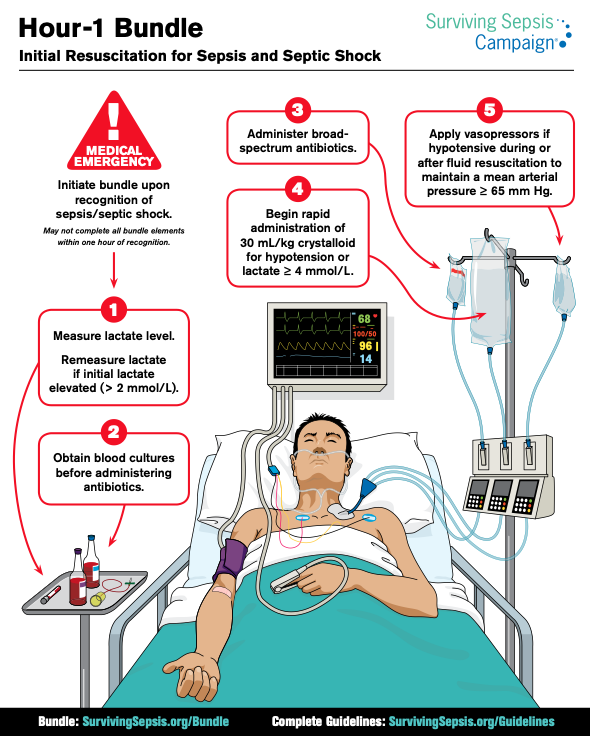 Hour-1 Bundle
Initial Resuscitation for Sepsis and Septic Shock
Surviving Sepsis
Campaign®
!
MEDICAL
EMERGENCY
Initiate bundle upon
recognition of
sepsis/septic shock.
May not complete all bundle elements
within one hour of recognition.
1
Measure lactate level.
Remeasure lactate
if initial lactate
elevated (> 2 mmol/L).
2
Obtain blood cultures
before administering
antibiotics.
3
Administer broad-
spectrum antibiotics.
4
Begin rapid
administration of
30 mL/kg crystalloid
for hypotension or
lactate ≥ 4 mmol/L.
5
Apply vasopressors if
hypotensive during or
after fluid resuscitation to
maintain a mean arterial
pressure ≥ 65 mm Hg.
68
100/50
96
14
Bundle: SurvivingSepsis.org/Bundle
Complete Guidelines: SurvivingSepsis.org/Guidelines